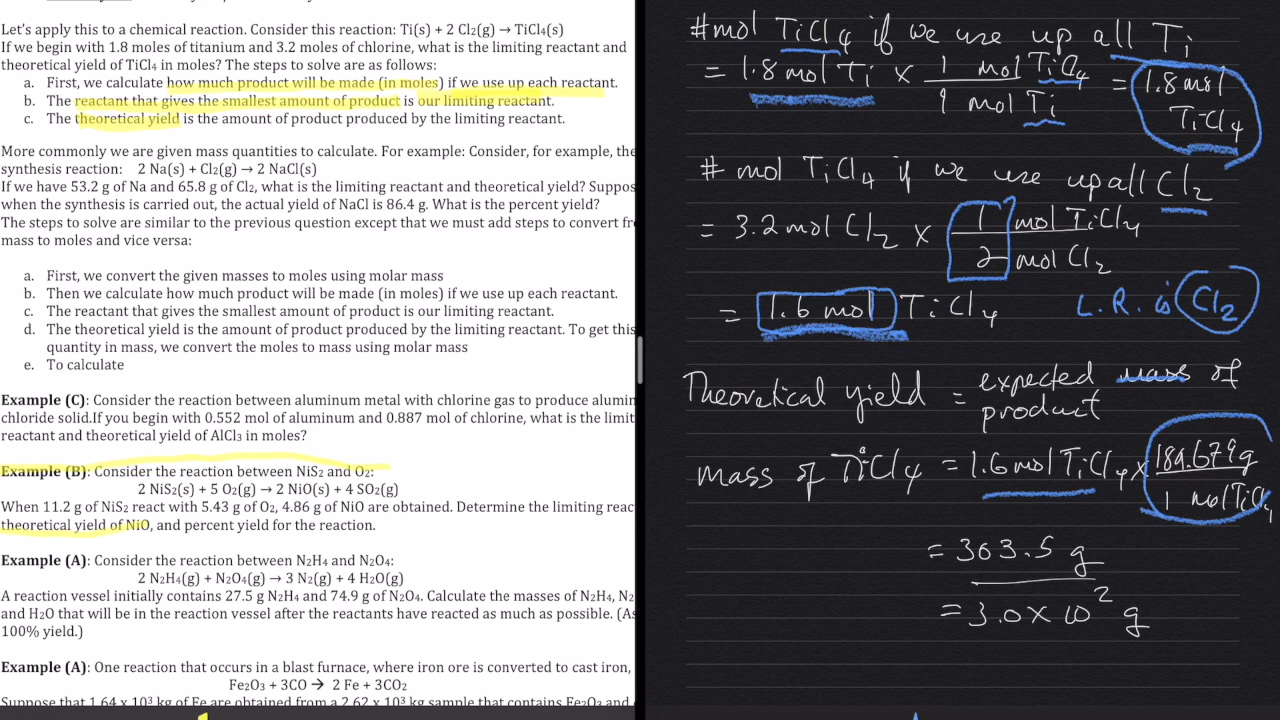 Let's apply this to a chemical reaction. Consider this reaction: Ti(s) + 2 Cl2(g) → TiCl4(s)
If we begin with 1.8 moles of titanium and 3.2 moles of chlorine, what is the limiting reactant and
theoretical yield of TiCl4 in moles? The steps to solve are as follows:
a. First, we calculate how much product will be made (in moles) if we use up each reactant.
b. The reactant that gives the smallest amount of product is our limiting reactant.
c. The theoretical yield is the amount of product produced by the limiting reactant.
More commonly we are given mass quantities to calculate. For example: Consider, for example, the
synthesis reaction: 2 Na(s) + Cl2(g) → 2 NaCl(s)
If we have 53.2 g of Na and 65.8 g of Cl2, what is the limiting reactant and theoretical yield? Suppos
when the synthesis is carried out, the actual yield of NaCl is 86.4 g. What is the percent yield?
The steps to solve are similar to the previous question except that we must add steps to convert fr
mass to moles and vice versa:
a. First, we convert the given masses to moles using molar mass
b. Then we calculate how much product will be made (in moles) if we use up each reactant.
c. The reactant that gives the smallest amount of product is our limiting reactant.
d. The theoretical yield is the amount of product produced by the limiting reactant. To get this
quantity in mass, we convert the moles to mass using molar mass
e. To calculate
Example (C): Consider the reaction between aluminum metal with chlorine gas to produce alumin
chloride solid.If you begin with 0.552 mol of aluminum and 0.887 mol of chlorine, what is the limit
reactant and theoretical yield of AlCl3 in moles?
Example (B): Consider the reaction between NiS2 and O2:
2 NiS2(s) + 5 O2(g) → 2 NiO(s) + 4 SO2(g)
When 11.2 g of NiS2 react with 5.43 g of O2, 4.86 g of NiO are obtained. Determine the limiting reac
theoretical yield of NiO, and percent yield for the reaction.
Example (A): Consider the reaction between N2H4 and N2O4:
2 N2H4(g) + N2O4(g) → 3 N2(g) + 4 H2O(g)
A reaction vessel initially contains 27.5 g N2H4 and 74.9 g of N2O4. Calculate the masses of N2H4, N2
and H2O that will be in the reaction vessel after the reactants have reacted as much as possible. (As
100% yield.)
Example (A): One reaction that occurs in a blast furnace, where iron ore is converted to cast iron,
Fe2O3 + 3CO → 2 Fe + 3CO2
Suppose that 1.64 x 10³ kg of Fe are obtained from a 2.62 x 10³ kg sample that contains Fe2O3 and
#mol TiCl4 if we use up all Ti
= 1.8 mol Ti × 1 mol TiCl4 = 1.8 mol
1 mol Ti TiCl4
# mol TiCl4 if we use up all Cl2
= 3.2 mol Cl2 × 1 mol TiCl4
2 mol Cl2
= 1.6 mol TiCl4 L.R. is Cl2
Theoretical yield = expected mass of
product
mass of TiCl4 = 1.6 mol TiCl4 × 189.679 g
1 mol TiCl4
= 303.5 g
= 3.0 × 10² g